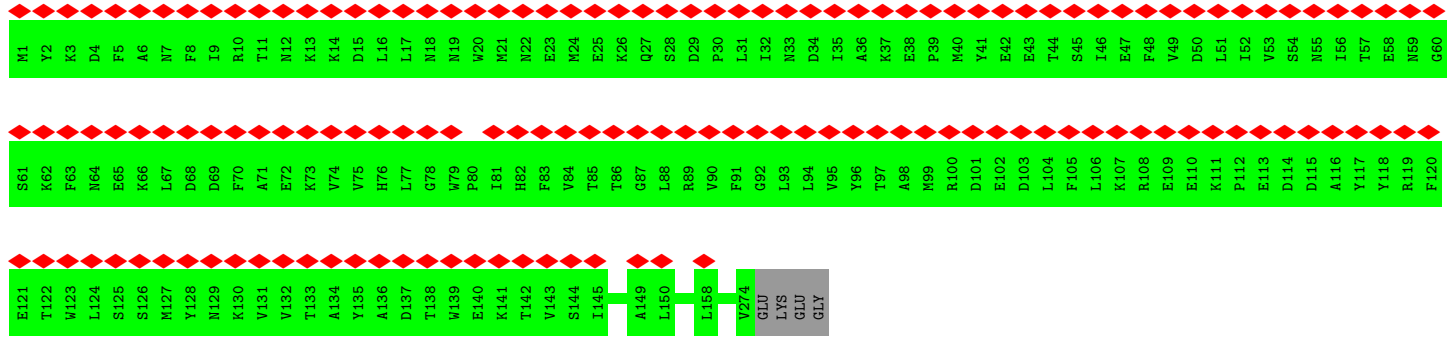 M1 Y2 K3 D4 F5 A6 N7 F8 I9 R10 T11 N12 K13 K14 D15 L16 L17 N18 N19 W20 M21 N22 E23 M24 E25 K26 Q27 S28 D29 P30 L31 I32 N33 D34 I35 A36 K37 E38 P39 M40 Y41 E42 E43 T44 S45 I46 E47 F48 V49 D50 L51 I52 V53 S54 N55 I56 T57 E58 N59 G60
S61 K62 F63 N64 E65 K66 L67 D68 D69 F70 A71 E72 K73 V74 V75 H76 L77 G78 W79 P80 I81 H82 F83 V84 T85 T86 G87 L88 R89 V90 F91 G92 L93 L94 V95 Y96 T97 A98 M99 R100 D101 E102 D103 L104 F105 L106 K107 R108 E109 E110 K111 P112 E113 D114 D115 A116 Y117 Y118 R119 F120
E121 T122 W123 L124 S125 S126 M127 Y128 N129 K130 V131 V132 T133 A134 Y135 A136 D137 T138 W139 E140 K141 T142 V143 S144 I145 A149 L150 L158 V274 GLU LYS GLU GLY